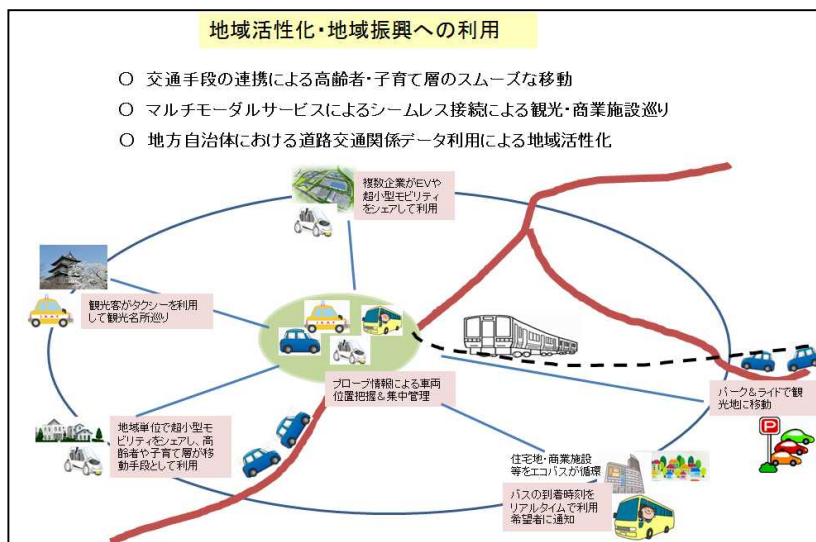 地域活性化・地域振興への利用
○ 交通手段の連携による高齢者・子育て層のスムーズな移動
○ マルチモーダルサービスによるシームレス接続による観光・商業施設巡り
○ 地方自治体における道路交通関係データ利用による地域活性化
複数企業がEVや
超小型モビリティ
をシェアして利用
観光客がタクシーを利用
して観光名所巡り
プローブ情報による車両
位置把握&集中管理
パーク&ライドで観
光地に移動
地域単位で超小型モ
ビリティをシェアし、高
齢者や子育て層が移
動手段として利用
住宅地・商業施設
等をエコバスが循環
バスの到着時刻を
リアルタイムで利用
希望者に通知
P